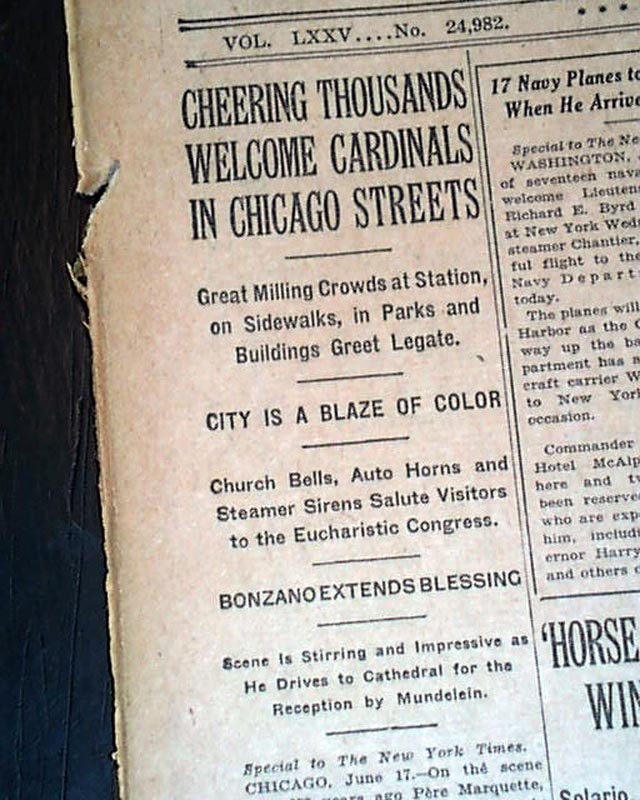 VOL. LXXV....No. 24,982.
CHEERING THOUSANDS
WELCOME CARDINALS
IN CHICAGO STREETS
Great Milling Crowds at Station,
on Sidewalks, in Parks and
Buildings Greet Legate.
CITY IS A BLAZE OF COLOR
Church Bells, Auto Horns and
Steamer Sirens Salute Visitors
to the Eucharistic Congress.
BONZANO EXTENDS BLESSING
Scene Is Stirring and Impressive as
He Drives to Cathedral for the
Reception by Mundelein.
Special to The New York Times.
CHICAGO, June 17.—On the scene
years ago Père Marquette,
17 Navy Planes to
When He Arrive
Special to The Ne
WASHINGTON,
of seventeen nava
welcome Lieuten
Richard E. Byrd
at New York Wed
steamer Chantier,
ful flight to the
Navy Depart
today.
The planes will
Harbor as the C
way up the ba
partment has a
craft carrier W
to New York
occasion.
Commander
Hotel McAlp
here and tw
been reserve
who are exp
him, includ
ernor Harry
and others o
'HORSE
WIN
Solario